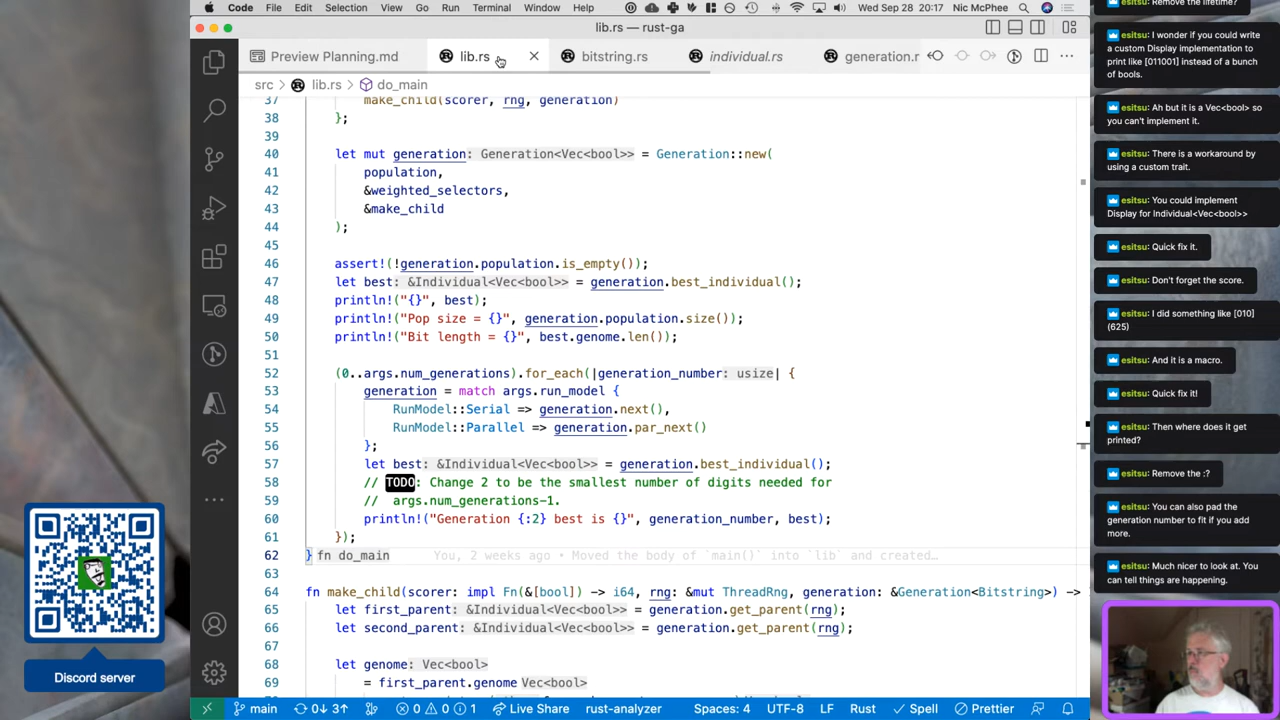 Code File Edit Selection View Go Run Terminal Window Help Wed Sep 28 20:17 Nic McPhee
lib.rs — rust-ga
Preview Planning.md lib.rs bitstring.rs individual.rs generation.r
src lib.rs do_main
37 make_child(scorer, rng, generation)
38 };
39
40 let mut generation: Generation<Vec<bool>> = Generation::new(
41 population,
42 &weighted_selectors,
43 &make_child
44 );
45
46 assert!(!generation.population.is_empty());
47 let best: &Individual<Vec<bool>> = generation.best_individual();
48 println!("{}", best);
49 println!("Pop size = {}", generation.population.size());
50 println!("Bit length = {}", best.genome.len());
51
52 (0..args.num_generations).for_each(|generation_number: usize| {
53 generation = match args.run_model {
54 RunModel::Serial => generation.next(),
55 RunModel::Parallel => generation.par_next()
56 };
57 let best: &Individual<Vec<bool>> = generation.best_individual();
58 // TODO: Change 2 to be the smallest number of digits needed for
59 // args.num_generations-1.
60 println!("Generation {:2} best is {}", generation_number, best);
61 });
62 } fn do_main You, 2 weeks ago • Moved the body of `main()` into `lib` and created…
63
64 fn make_child(scorer: impl Fn(&[bool]) -> i64, rng: &mut ThreadRng, generation: &Generation<Bitstring>) ->
65 let first_parent: &Individual<Vec<bool>> = generation.get_parent(rng);
66 let second_parent: &Individual<Vec<bool>> = generation.get_parent(rng);
67
68 let genome: Vec<bool>
69 = first_parent.genome Vec<bool>
main 0↓ 3↑ 0 0 1 Live Share rust-analyzer Spaces: 4 UTF-8 LF Rust Spell Prettier
Discord server
Remove the lifetime?
esitsu: I wonder if you could write
a custom Display implementation to
print like [011001] instead of a
bunch of bools.
esitsu: Ah but it is a Vec<bool> so
you can't implement it.
esitsu: There is a workaround by
using a custom trait.
esitsu: You could implement
Display for Individual<Vec<bool>>
esitsu: Quick fix it.
esitsu: Don't forget the score.
esitsu: I did something like [010]
(625)
esitsu: And it is a macro.
esitsu: Quick fix it!
esitsu: Then where does it get
printed?
esitsu: Remove the :?
esitsu: You can also pad the
generation number to fit if you add
more.
esitsu: Much nicer to look at. You
can tell things are happening.